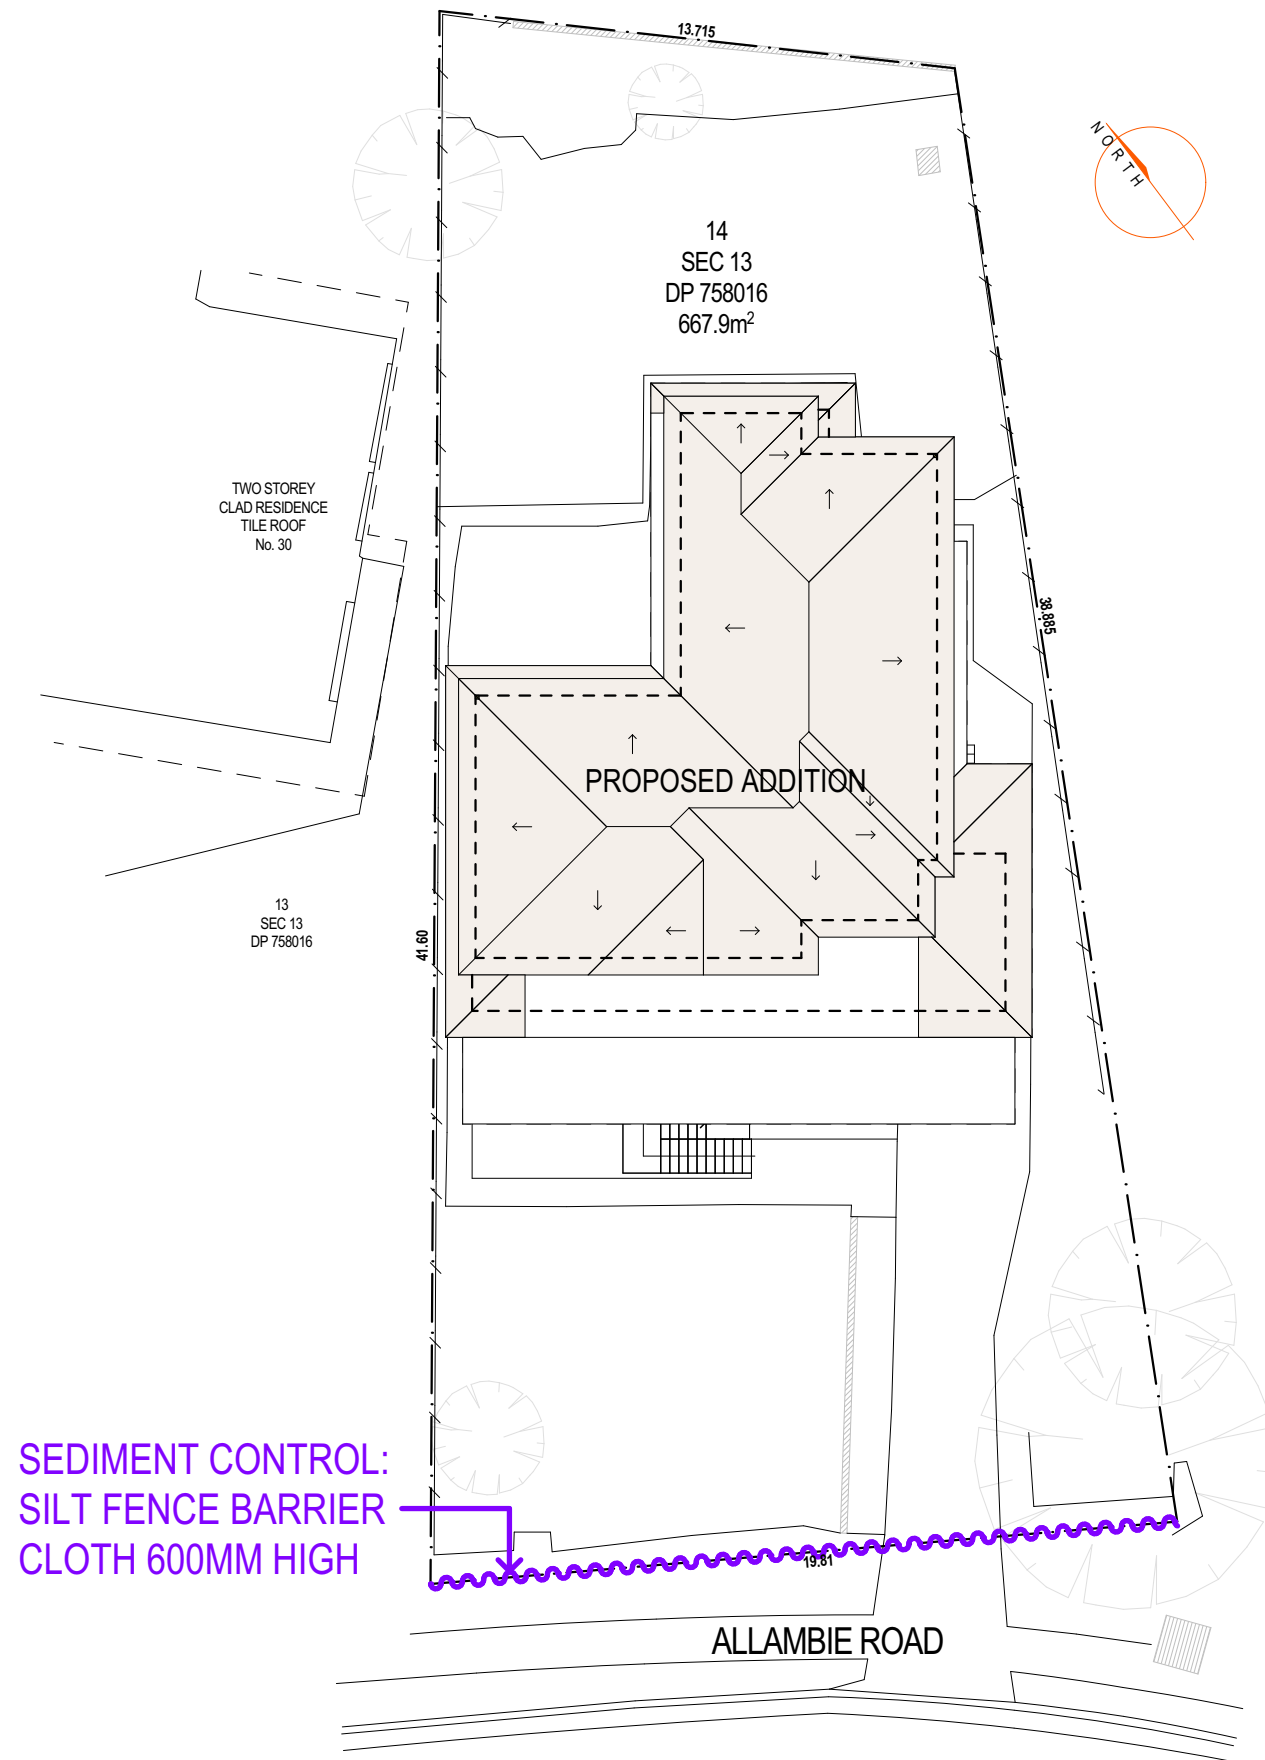 13.715
NORTH
14
SEC 13
DP 758016
667.9m²
TWO STOREY
CLAD RESIDENCE
TILE ROOF
No. 30
38.885
PROPOSED ADDITION
13
SEC 13
DP 758016
41.60
SEDIMENT CONTROL:
SILT FENCE BARRIER
CLOTH 600MM HIGH
19.81
ALLAMBIE ROAD